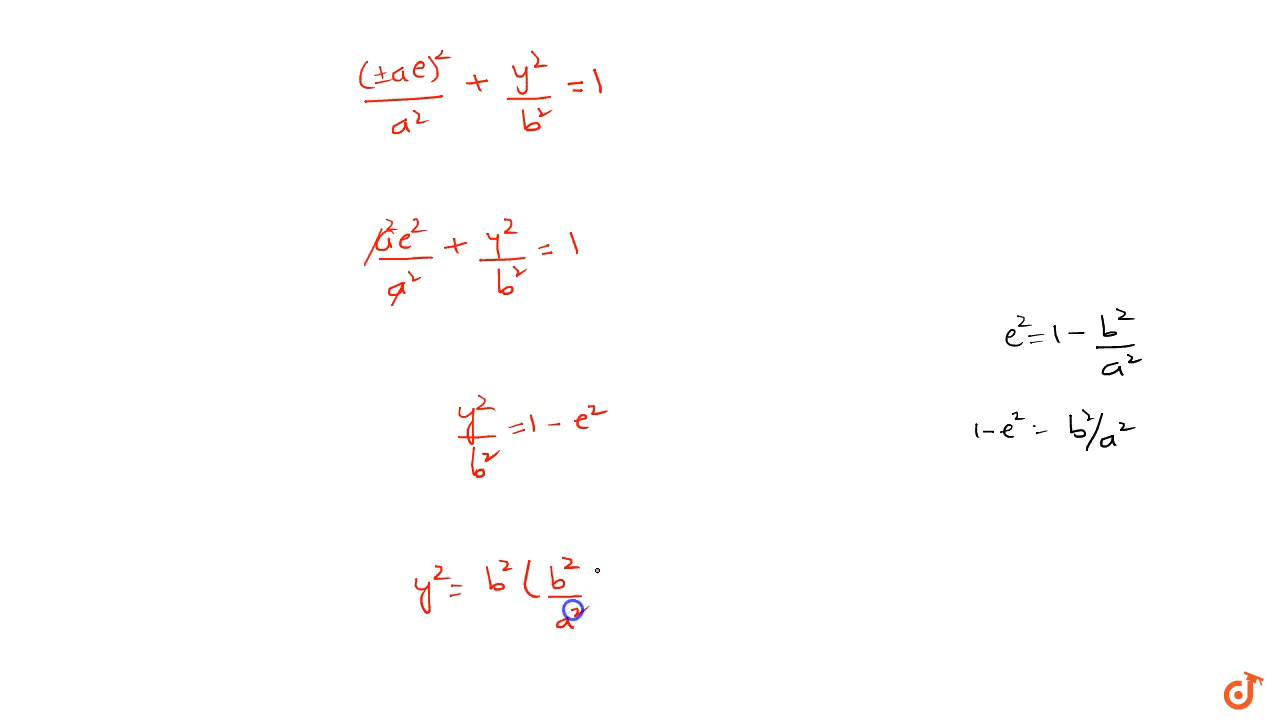 (±ae)²/a² + y²/b² = 1
a²e²/a² + y²/b² = 1
e² = 1 - b²/a²
y²/b² = 1 - e²
1 - e² = b²/a²
y² = b² (b²/a²